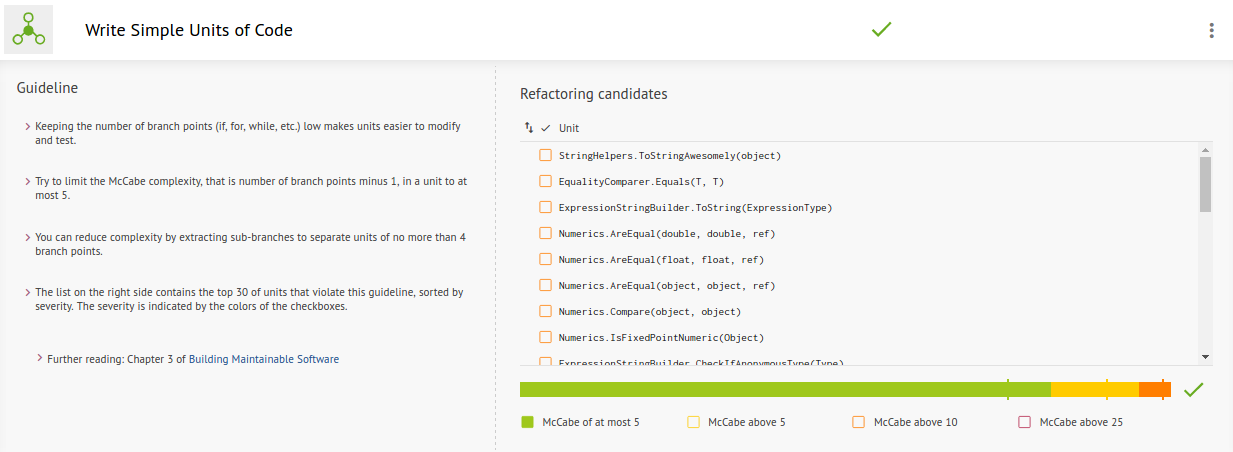 Write Simple Units of Code
Guideline
Keeping the number of branch points (if, for, while, etc.) low makes units easier to modify
and test.
Try to limit the McCabe complexity, that is number of branch points minus 1, in a unit to at
most 5.
You can reduce complexity by extracting sub-branches to separate units of no more than 4
branch points.
The list on the right side contains the top 30 of units that violate this guideline, sorted by
severity. The severity is indicated by the colors of the checkboxes.
Further reading: Chapter 3 of Building Maintainable Software
Refactoring candidates
Unit
StringHelpers.ToStringAwesomely(object)
EqualityComparer.Equals(T, T)
ExpressionStringBuilder.ToString(ExpressionType)
Numerics.AreEqual(double, double, ref)
Numerics.AreEqual(float, float, ref)
Numerics.AreEqual(object, object, ref)
Numerics.Compare(object, object)
Numerics.IsFixedPointNumeric(Object)
ExpressionStringBuilder.CheckIfAnonymousType(Type)
McCabe of at most 5
McCabe above 5
McCabe above 10
McCabe above 25